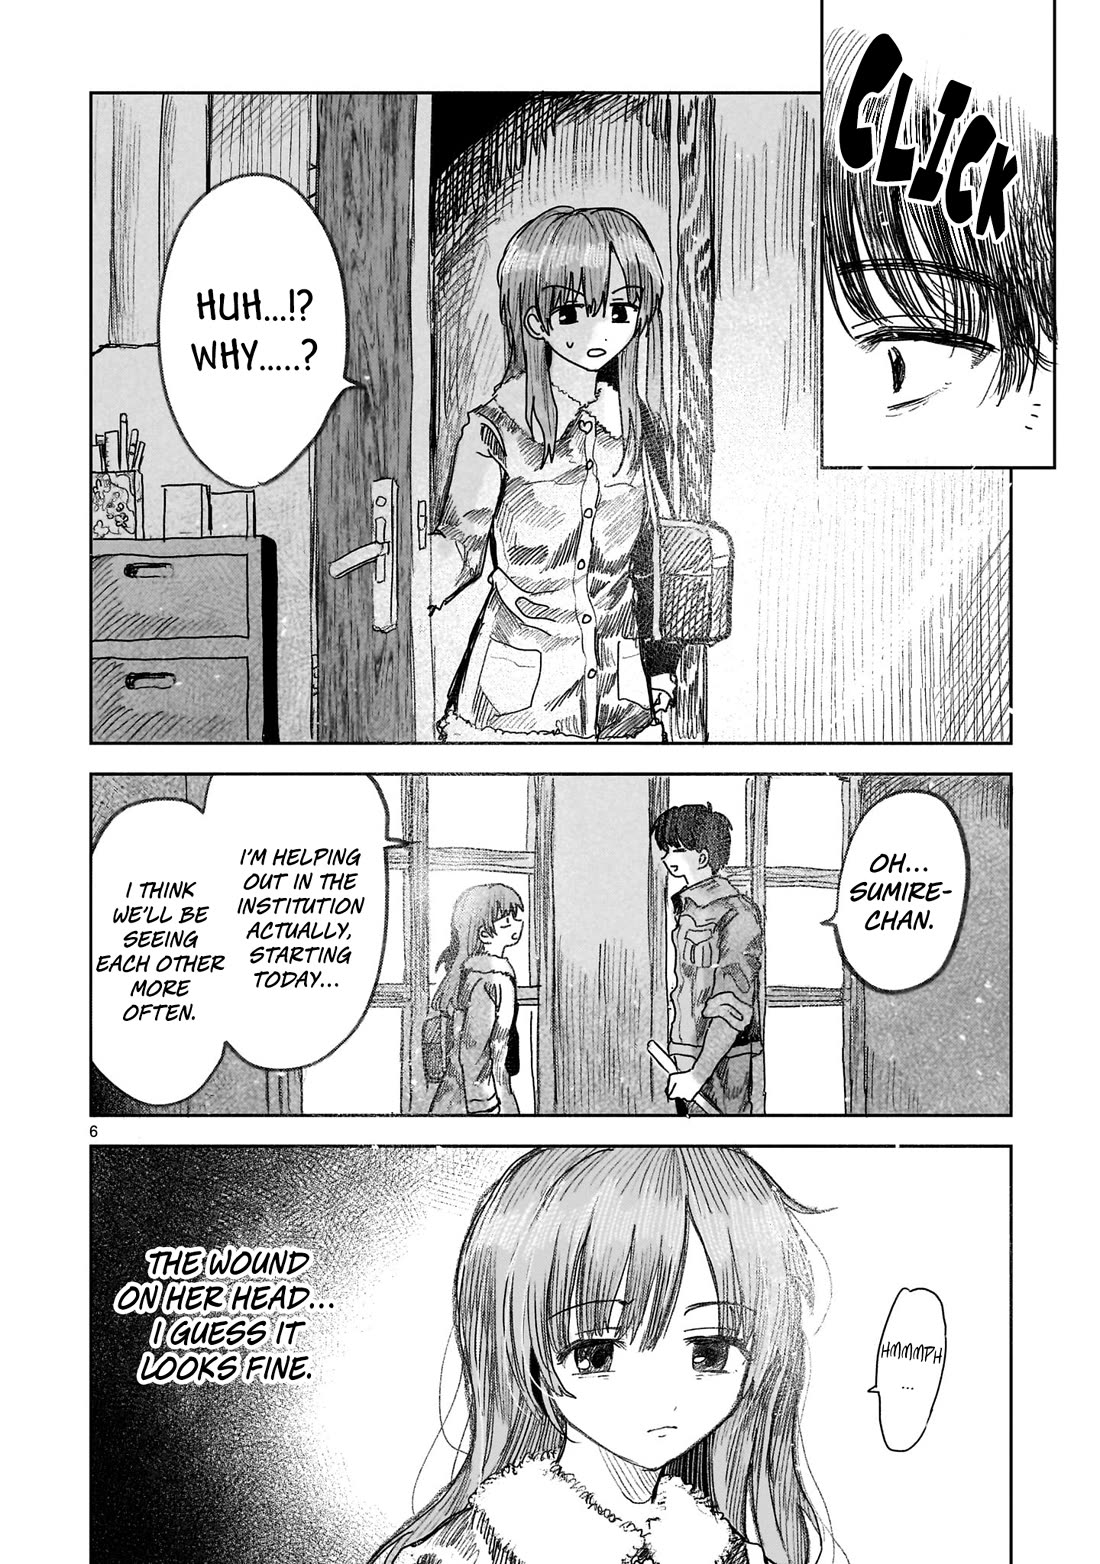 CLICK
HUH...!?
WHY.....?
OH...
SUMIRE-
CHAN.
I'M HELPING
OUT IN THE
INSTITUTION
ACTUALLY,
STARTING
TODAY...
I THINK
WE'LL BE
SEEING
EACH OTHER
MORE
OFTEN.
6
HMMMPH
...
THE WOUND
ON HER HEAD...
I GUESS IT
LOOKS FINE.